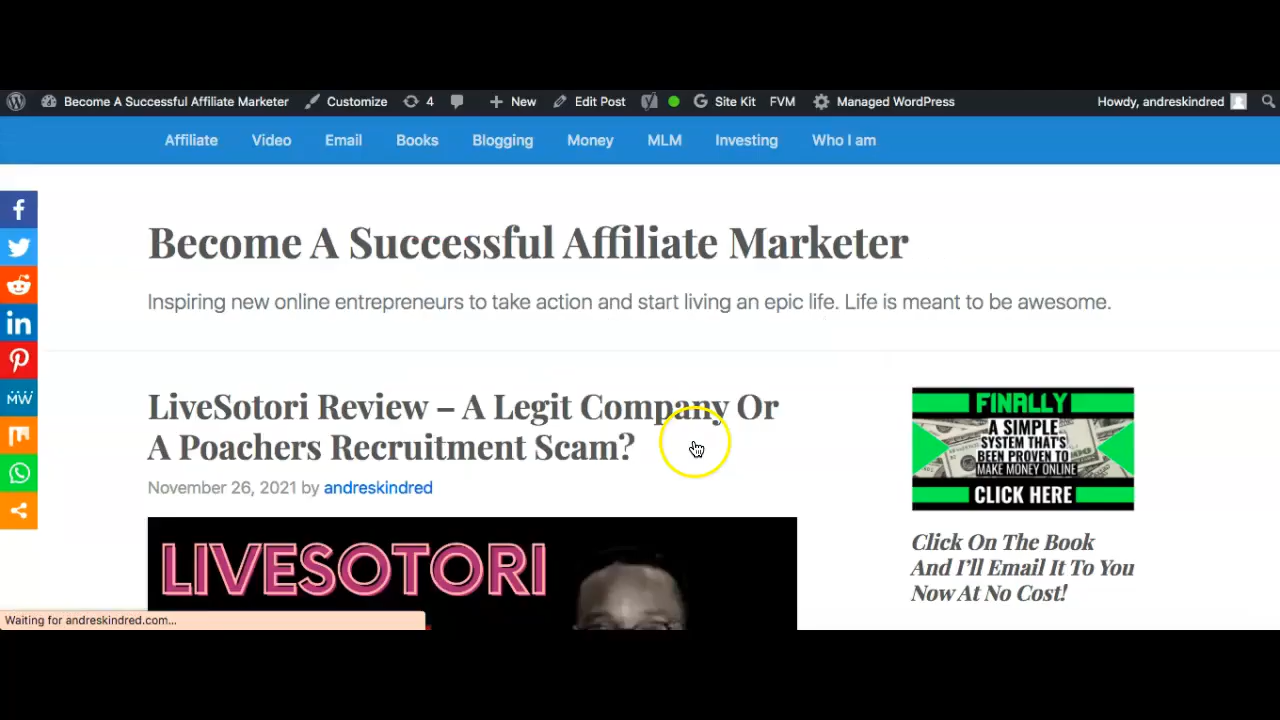 Become A Successful Affiliate Marketer Customize 4 New Edit Post Site Kit FVM Managed WordPress Howdy, andreskindred
Affiliate Video Email Books Blogging Money MLM Investing Who I am
Become A Successful Affiliate Marketer
Inspiring new online entrepreneurs to take action and start living an epic life. Life is meant to be awesome.
LiveSotori Review – A Legit Company Or
A Poachers Recruitment Scam?
November 26, 2021 by andreskindred
LIVESOTORI
FINALLY
A SIMPLE
SYSTEM THAT'S
BEEN PROVEN TO
MAKE MONEY ONLINE
CLICK HERE
Click On The Book
And I'll Email It To You
Now At No Cost!
MW
Waiting for andreskindred.com...